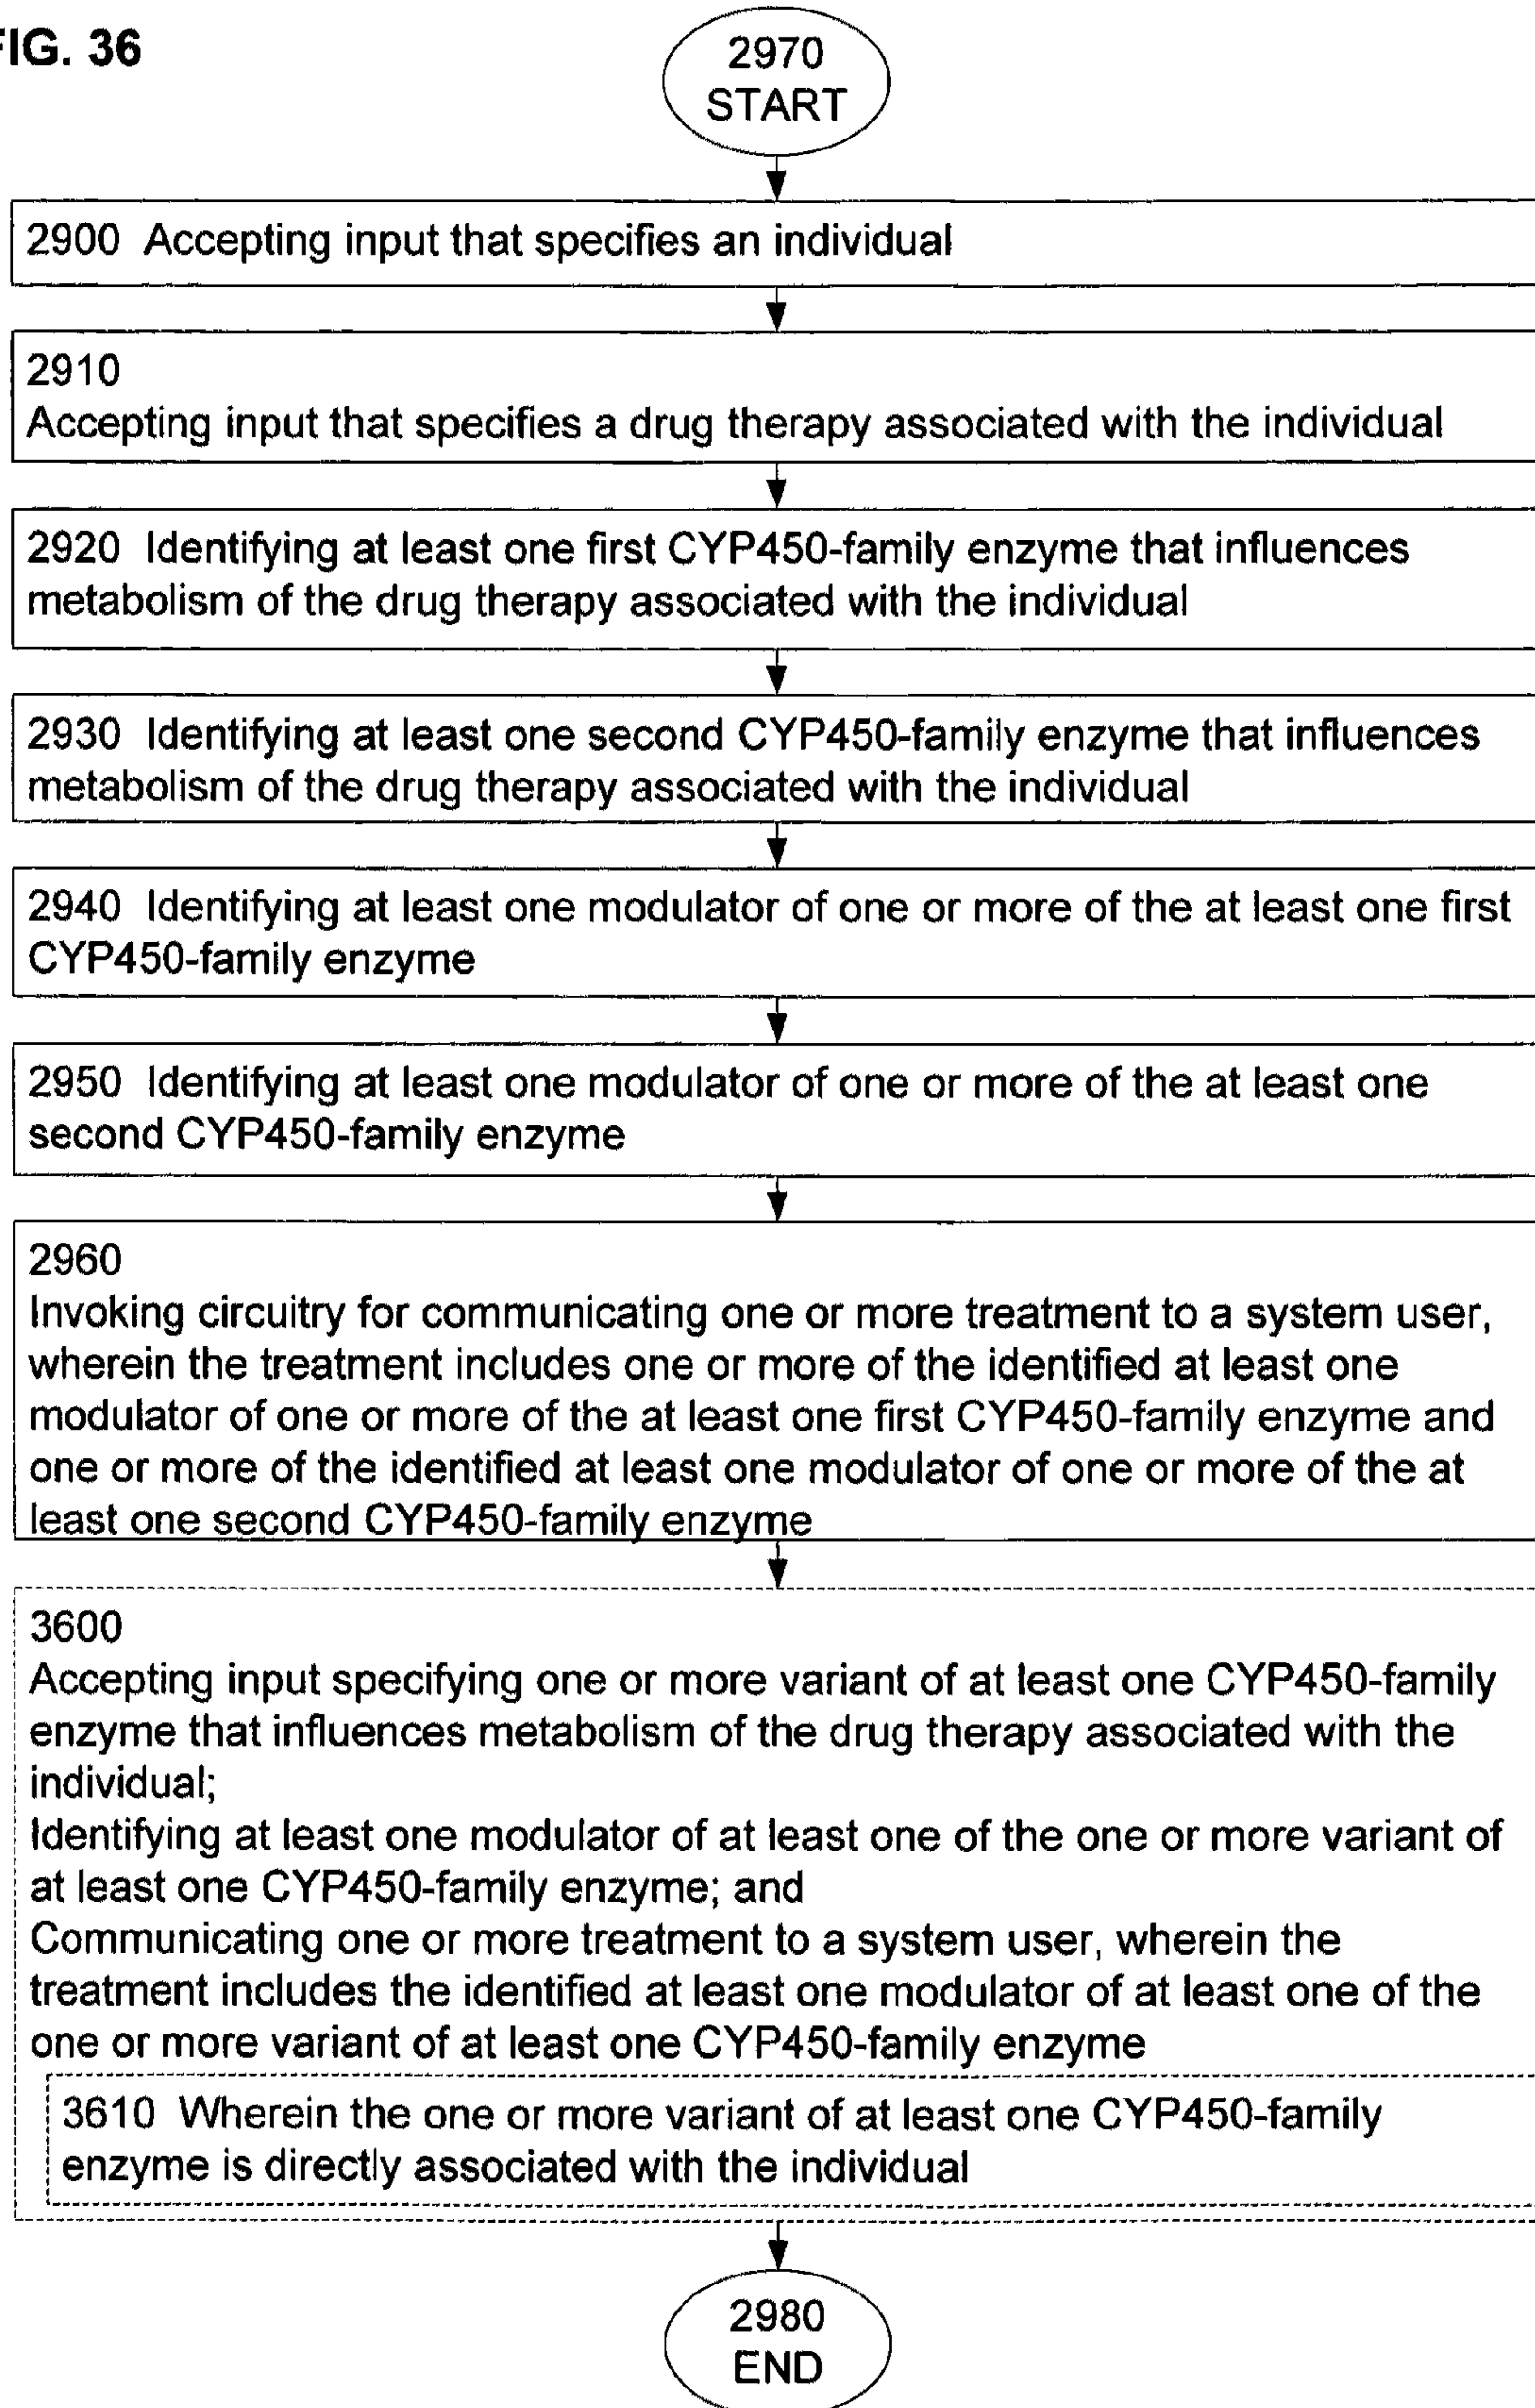 FIG. 36
2970
START
2900 Accepting input that specifies an individual
2910
Accepting input that specifies a drug therapy associated with the individual
2920 Identifying at least one first CYP450-family enzyme that influences
metabolism of the drug therapy associated with the individual
2930 Identifying at least one second CYP450-family enzyme that influences
metabolism of the drug therapy associated with the individual
2940 Identifying at least one modulator of one or more of the at least one first
CYP450-family enzyme
2950 Identifying at least one modulator of one or more of the at least one
second CYP450-family enzyme
2960
Invoking circuitry for communicating one or more treatment to a system user,
wherein the treatment includes one or more of the identified at least one
modulator of one or more of the at least one first CYP450-family enzyme and
one or more of the identified at least one modulator of one or more of the at
least one second CYP450-family enzyme
3600
Accepting input specifying one or more variant of at least one CYP450-family
enzyme that influences metabolism of the drug therapy associated with the
individual;
Identifying at least one modulator of at least one of the one or more variant of
at least one CYP450-family enzyme; and
Communicating one or more treatment to a system user, wherein the
treatment includes the identified at least one modulator of at least one of the
one or more variant of at least one CYP450-family enzyme
3610 Wherein the one or more variant of at least one CYP450-family
enzyme is directly associated with the individual
2980
END